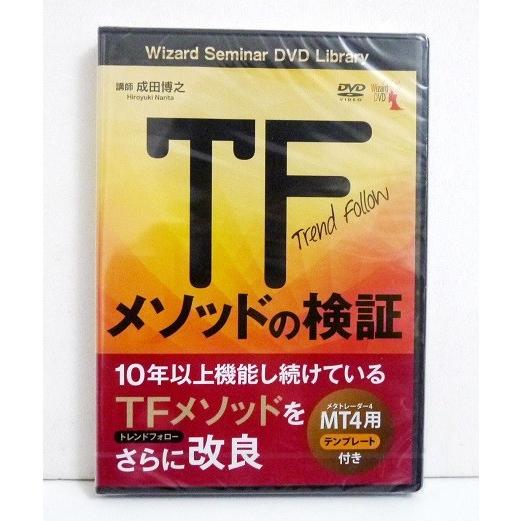 Wizard Seminar DVD Library
講師 成田博之
Hiroyuki Narita
DVD
VIDEO
Wizard
DVD
TF
Trend Follow
メソッドの検証
10年以上機能し続けている
TFメソッドを
トレンドフォロー
さらに改良
メタトレーダー4
MT4用
テンプレート
付き